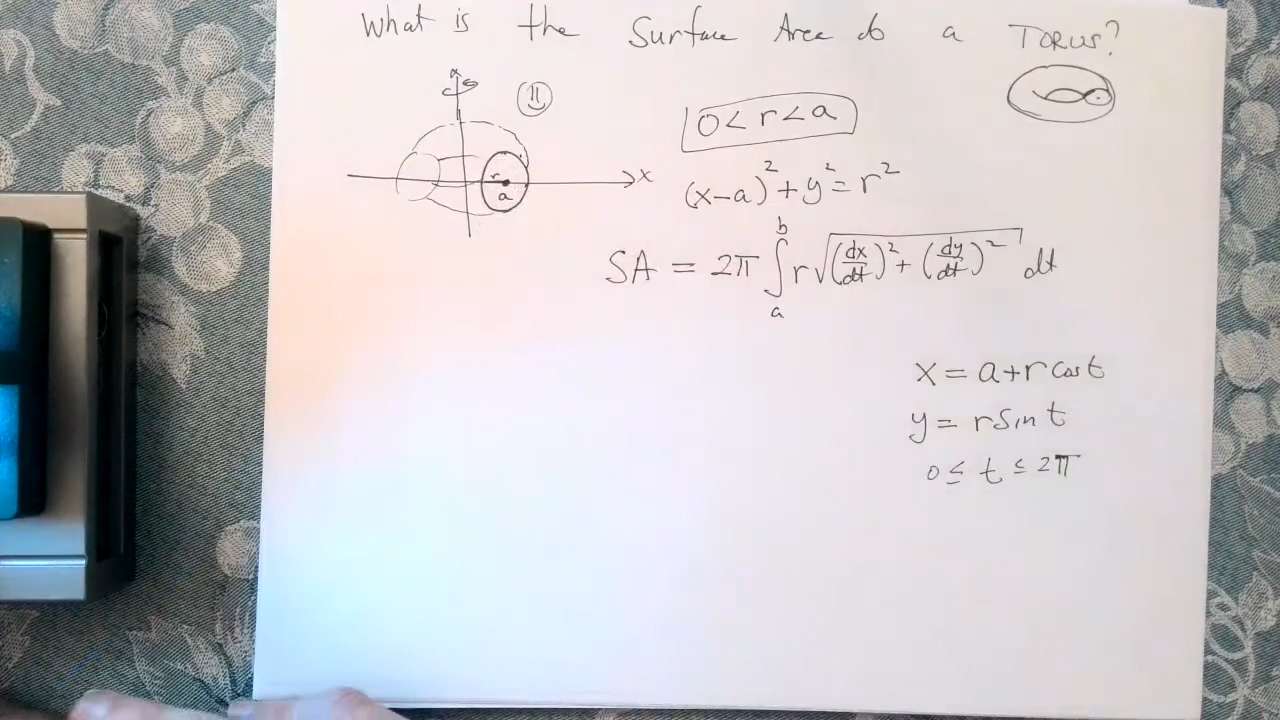 What is the Surface Area of a TORUS?
II
0 < r < a
x
r
a
(x-a)² + y² = r²
SA = 2π ∫ₐᵇ r√((dx/dt)² + (dy/dt)²) dt
x = a + r cos t
y = r sin t
0 ≤ t ≤ 2π